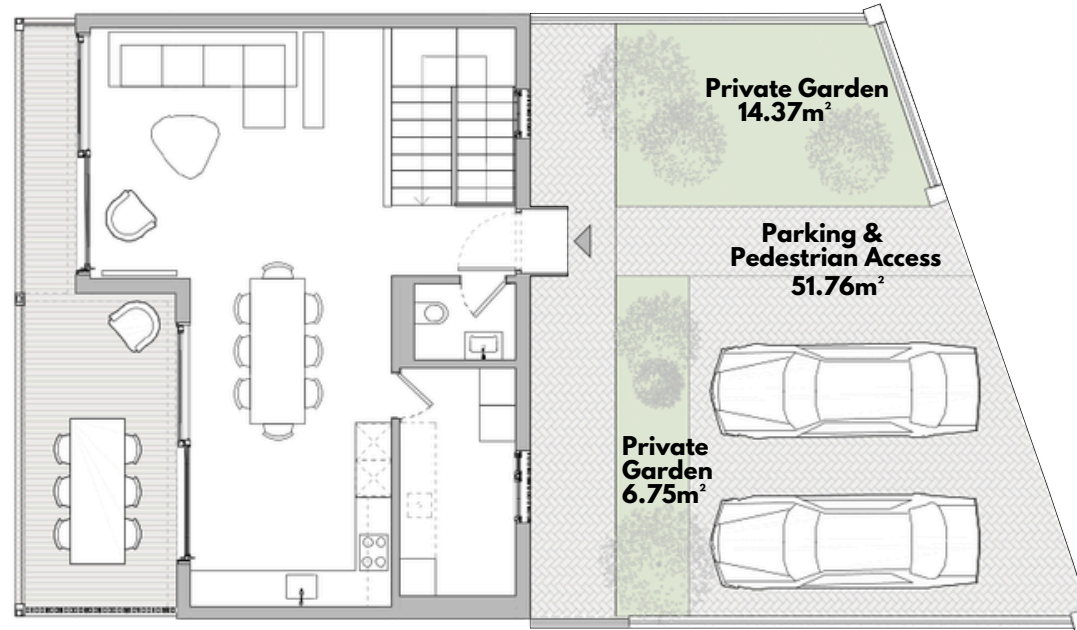 Private Garden
14.37m²
Parking &
Pedestrian Access
51.76m²
Private
Garden
6.75m²